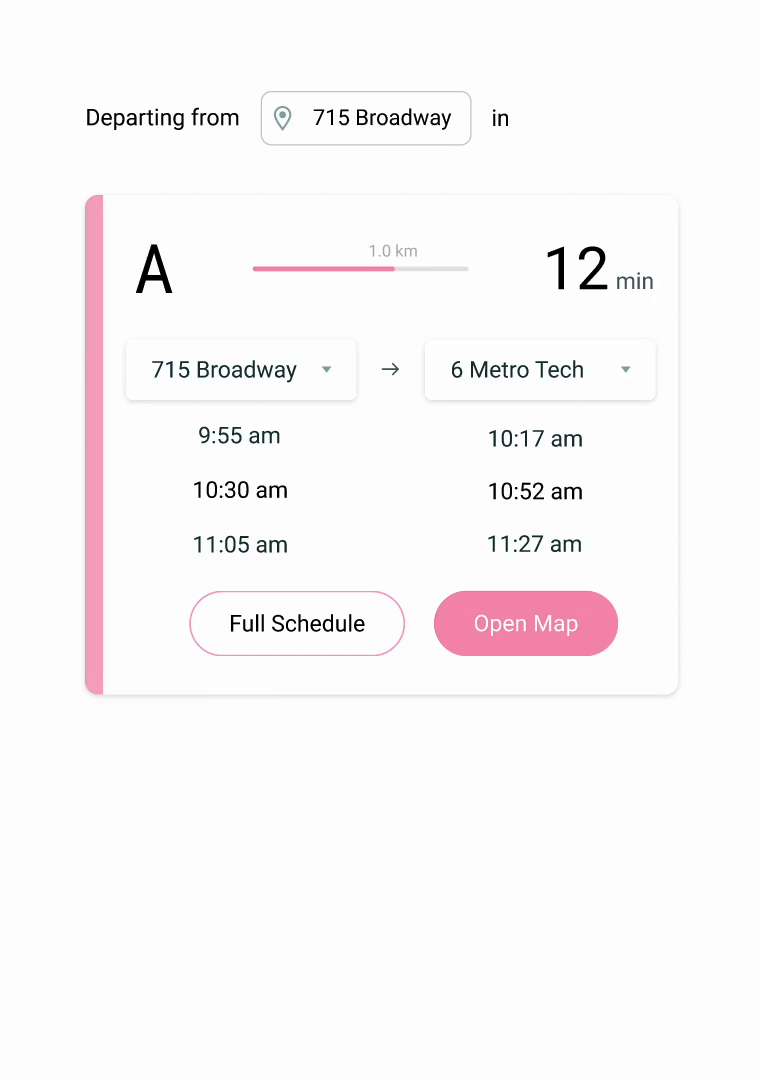 Departing from 715 Broadway in
1.0 km
A 12 min
715 Broadway → 6 Metro Tech
9:55 am 10:17 am
10:30 am 10:52 am
11:05 am 11:27 am
Full Schedule Open Map